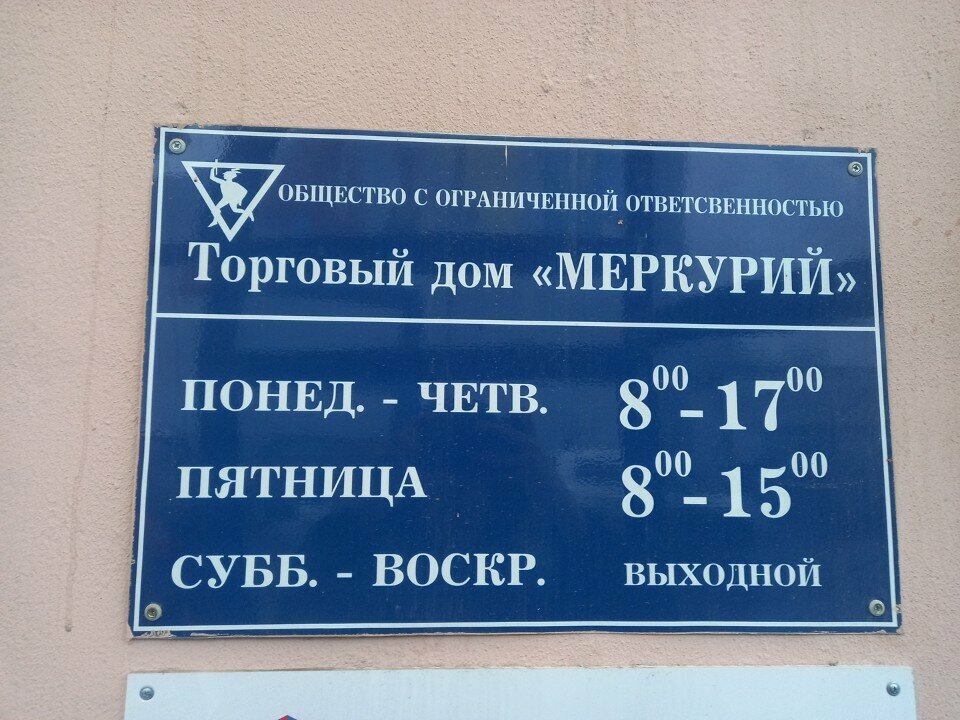 ОБЩЕСТВО С ОГРАНИЧЕННОЙ ОТВЕТСВЕННОСТЬЮ
Торговый дом «МЕРКУРИЙ»
ПОНЕД. - ЧЕТВ. 8⁰⁰-17⁰⁰
ПЯТНИЦА 8⁰⁰-15⁰⁰
СУББ. - ВОСКР. ВЫХОДНОЙ